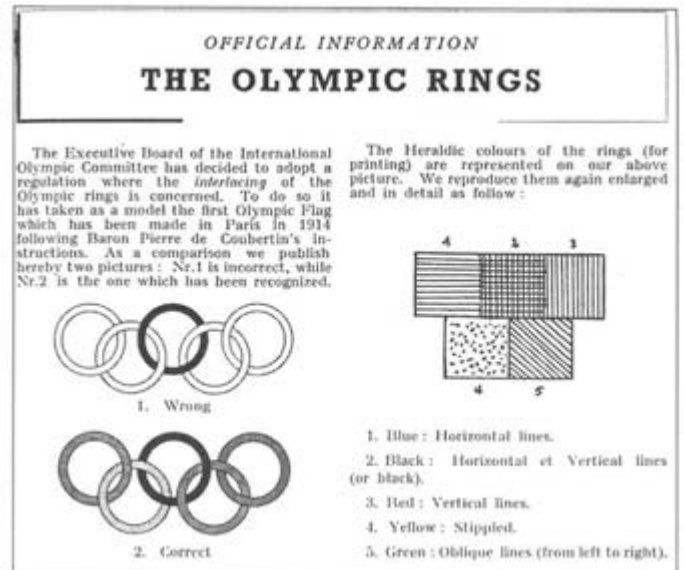 OFFICIAL INFORMATION
THE OLYMPIC RINGS
The Executive Board of the International
Olympic Committee has decided to adopt a
regulation where the interlacing of the
Olympic rings is concerned. To do so it
has taken as a model the first Olympic Flag
which has been made in Paris in 1914
following Baron Pierre de Coubertin's in-
structions. As a comparison we publish
hereby two pictures : Nr.1 is incorrect, while
Nr.2 is the one which has been recognized.
1. Wrong
2. Correct
The Heraldic colours of the rings (for
printing) are represented on our above
picture. We reproduce them again enlarged
and in detail as follow :
1 2 3
4 5
1. Blue : Horizontal lines.
2. Black : Horizontal et Vertical lines
(or black).
3. Red : Vertical lines.
4. Yellow : Stippled.
5. Green : Oblique lines (from left to right).